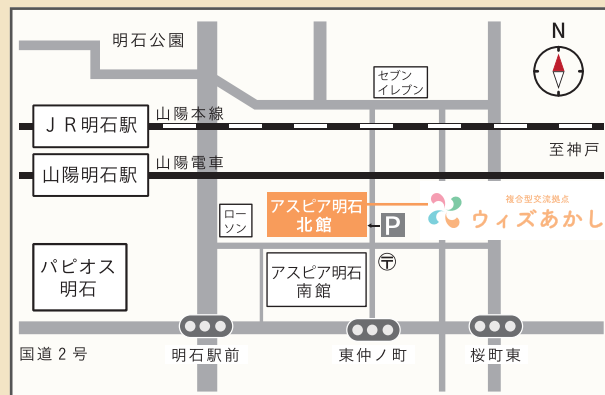 明石公園
N
セブン
イレブン
山陽本線
JR明石駅
至神戸
山陽電車
山陽明石駅
複合型交流拠点
ウィズあかし
アスピア明石
北館
ロー
ソン
P
〒
パピオス
明石
アスピア明石
南館
国道2号
明石駅前
東仲ノ町
桜町東